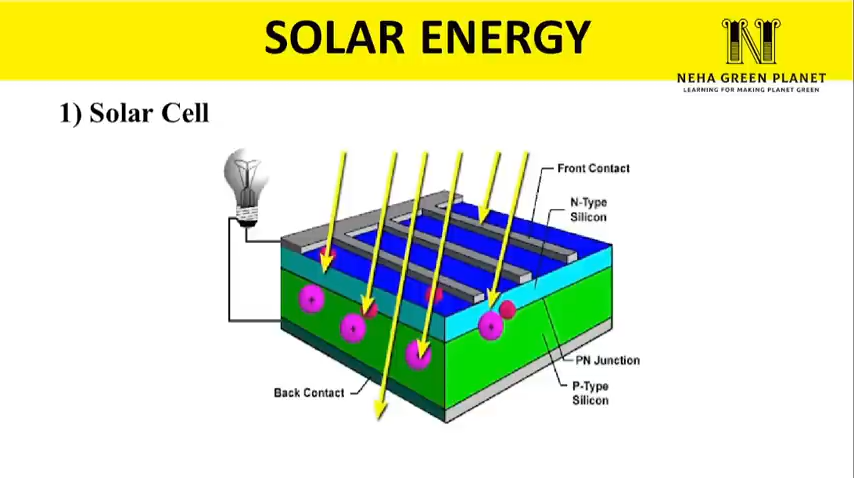 SOLAR ENERGY
N
NEHA GREEN PLANET
LEARNING FOR MAKING PLANET GREEN
1) Solar Cell
Front Contact
N-Type
Silicon
PN Junction
P-Type
Silicon
Back Contact
+
+
+
+